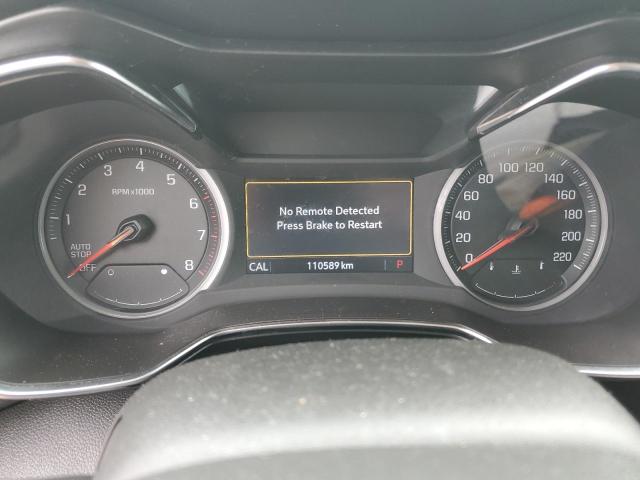 1 2 3 4 5 6 7 8
RPM x 1000
AUTO
STOP
OFF
No Remote Detected
Press Brake to Restart
CAL 110589 km P
0 20 40 60 80 100 120 140 160 180 200 220